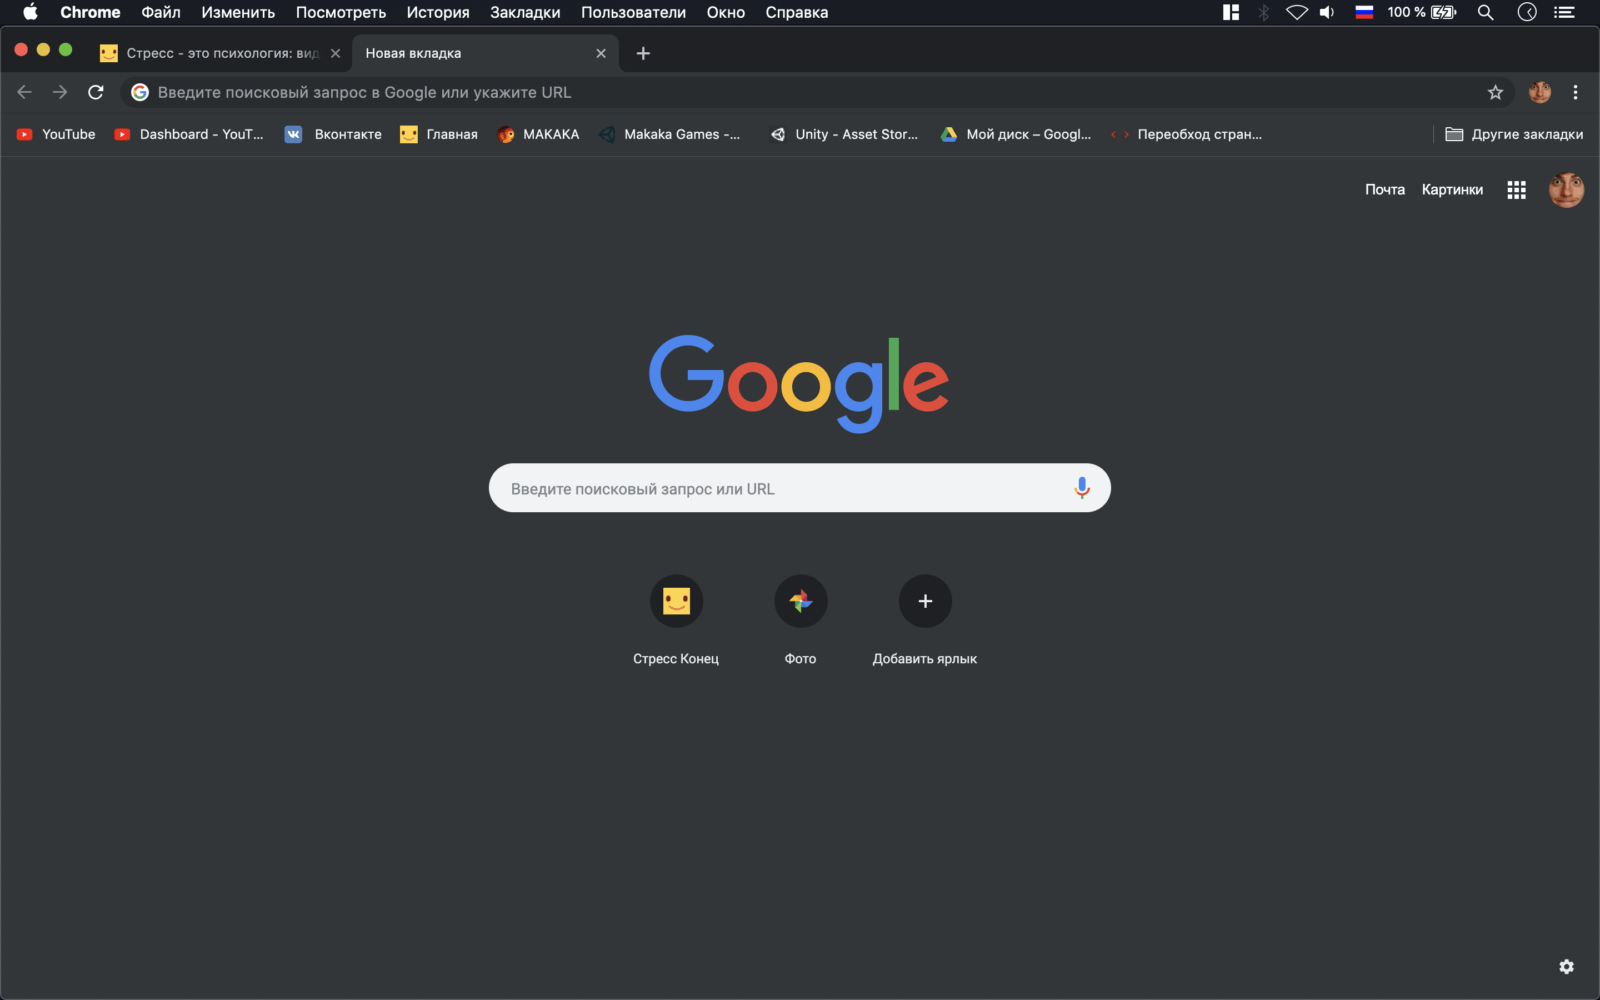 Chrome Файл Изменить Посмотреть История Закладки Пользователи Окно Справка 100 %
Стресс - это психология: вид
Новая вкладка
Введите поисковый запрос в Google или укажите URL
YouTube Dashboard - YouT... Вконтакте Главная МАКАКА Makaka Games -... Unity - Asset Stor... Мой диск – Googl... Переобход стран... Другие закладки
Почта Картинки
Google
Введите поисковый запрос или URL
Стресс Конец Фото Добавить ярлык